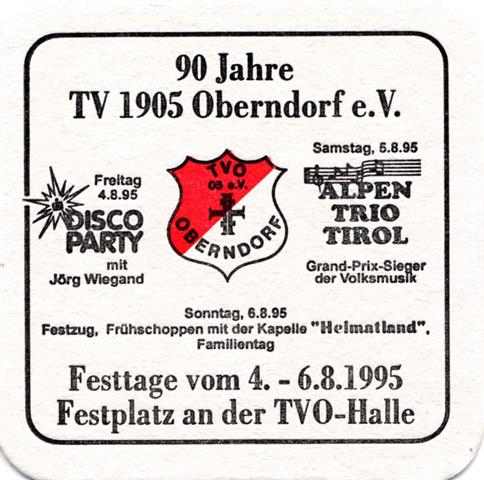 90 Jahre
TV 1905 Oberndorf e.V.
Freitag
4.8.95
DISCO
PARTY
mit
Jörg Wiegand
TVO
05 e.V.
OBERNDORF
Samstag, 5.8.95
ALPEN
TRIO
TIROL
Grand-Prix-Sieger
der Volksmusik
Sonntag, 6.8.95
Festzug, Frühschoppen mit der Kapelle "Heimatland",
Familientag
Festtage vom 4. - 6.8.1995
Festplatz an der TVO-Halle